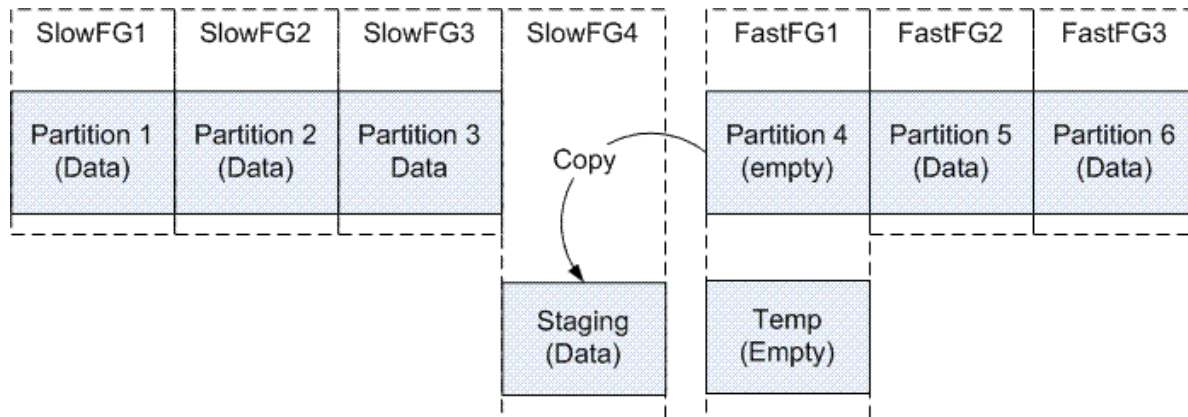 SlowFG1
SlowFG2
SlowFG3
SlowFG4
FastFG1
FastFG2
FastFG3
Partition 1
(Data)
Partition 2
(Data)
Partition 3
Data
Copy
Partition 4
(empty)
Partition 5
(Data)
Partition 6
(Data)
Staging
(Data)
Temp
(Empty)